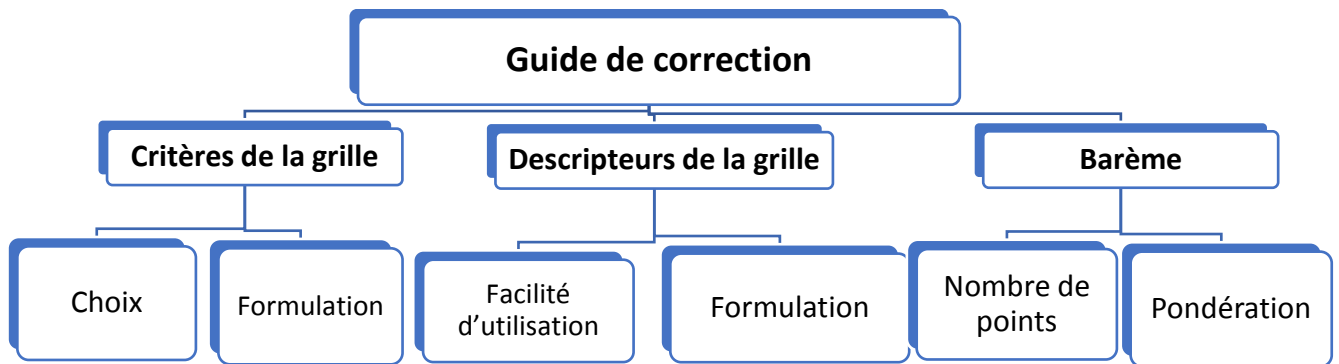 Guide de correction
Critères de la grille
Descripteurs de la grille
Barème
Choix
Formulation
Facilité
d’utilisation
Formulation
Nombre de
points
Pondération